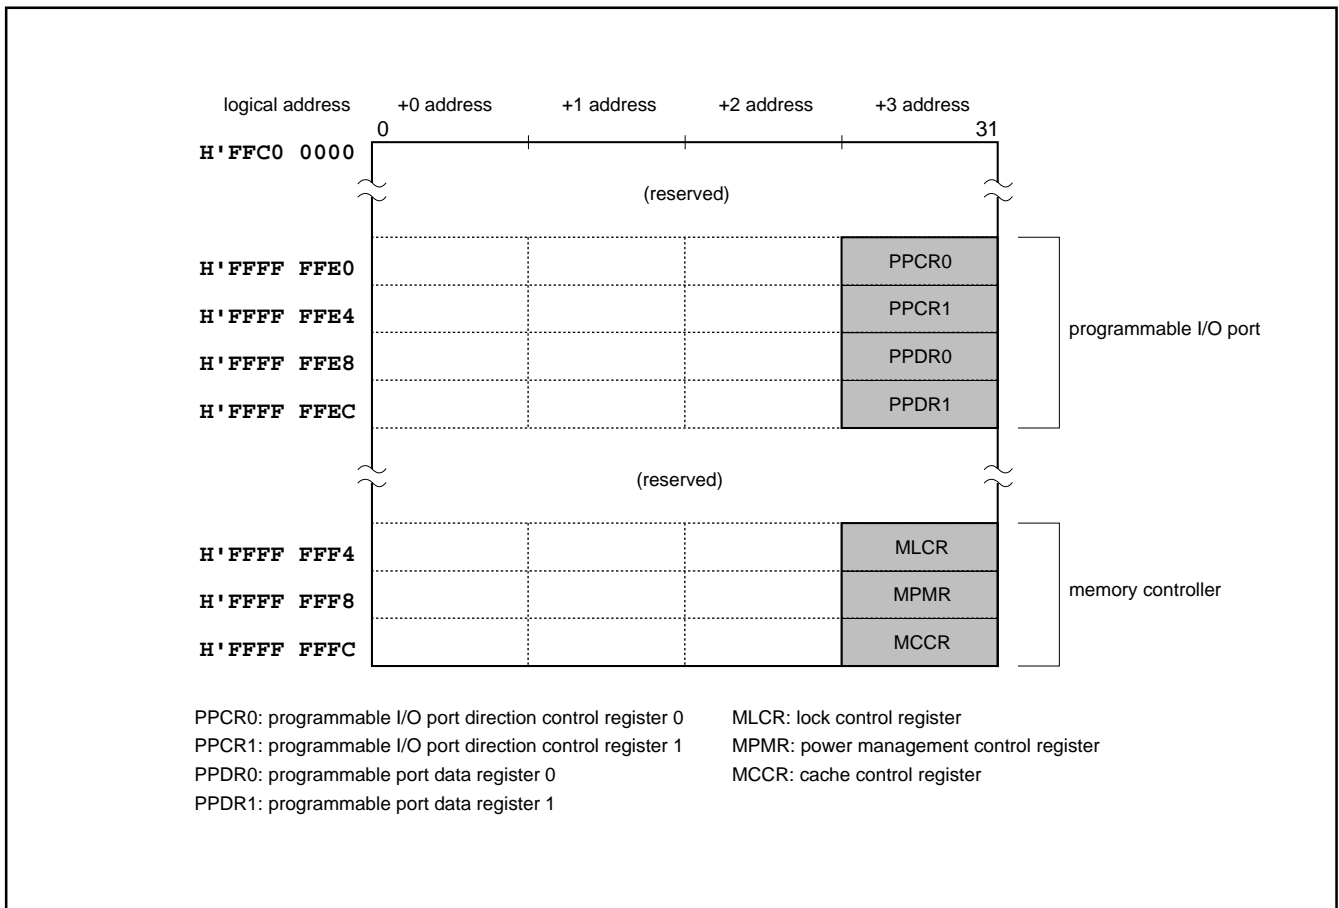 logical address +0 address +1 address +2 address +3 address
0 31
H'FFC0 0000
(reserved)
H'FFFF FFE0 PPCR0
H'FFFF FFE4 PPCR1
programmable I/O port
H'FFFF FFE8 PPDR0
H'FFFF FFEC PPDR1
(reserved)
H'FFFF FFF4 MLCR
H'FFFF FFF8 MPMR
memory controller
H'FFFF FFFC MCCR
PPCR0: programmable I/O port direction control register 0 MLCR: lock control register
PPCR1: programmable I/O port direction control register 1 MPMR: power management control register
PPDR0: programmable port data register 0 MCCR: cache control register
PPDR1: programmable port data register 1